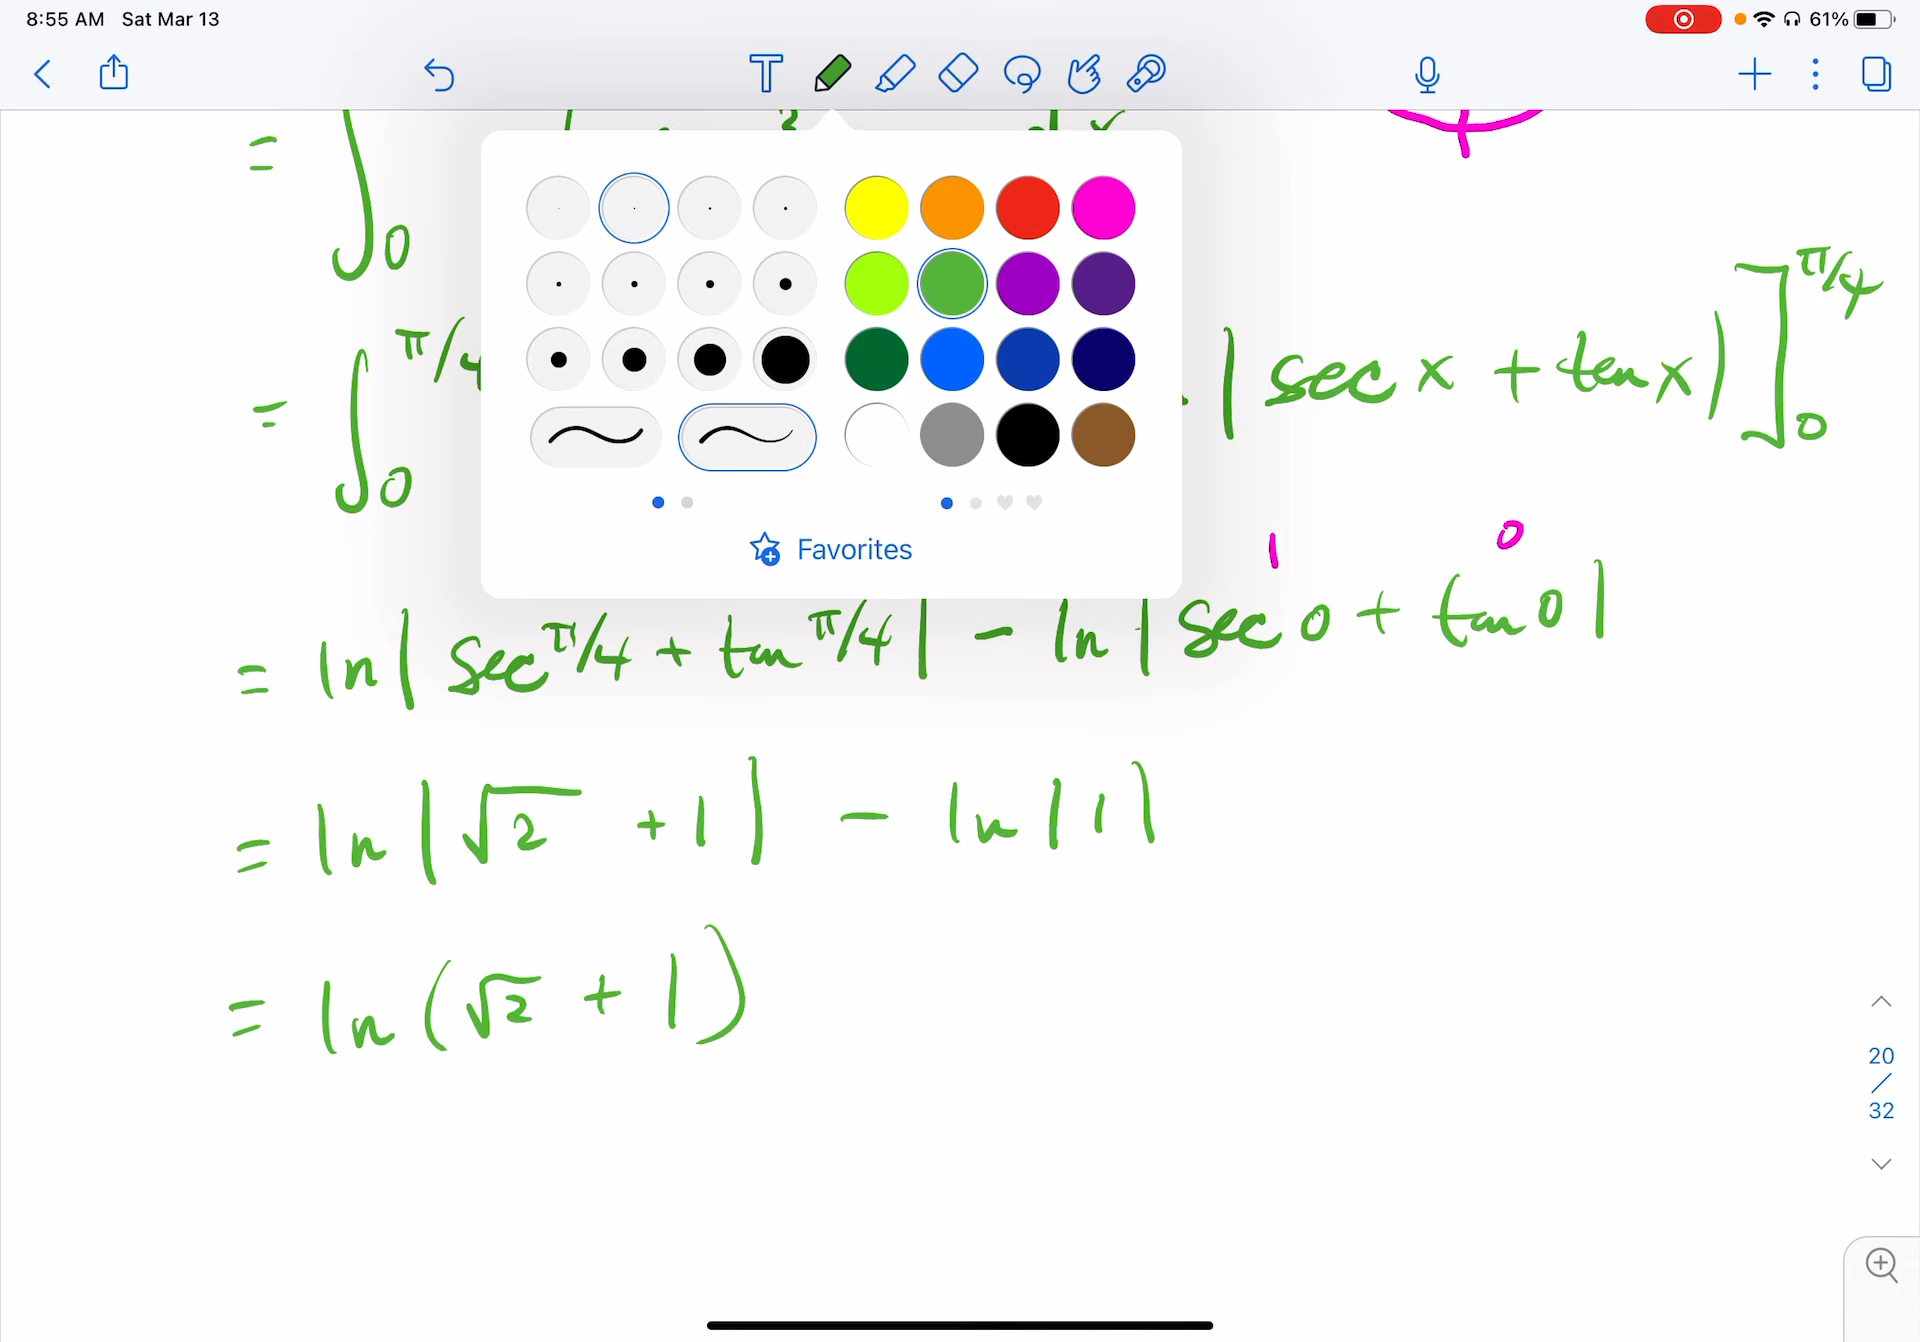 8:55 AM Sat Mar 13 61%
T
= ∫₀
= ∫₀^π/4 | sec x + tan x | ]₀^π/4
Favorites
1 0
= ln | sec π/4 + tan π/4 | - ln | sec 0 + tan 0 |
= ln | √2 + 1 | - ln | 1 |
= ln ( √2 + 1 )
20
/
32